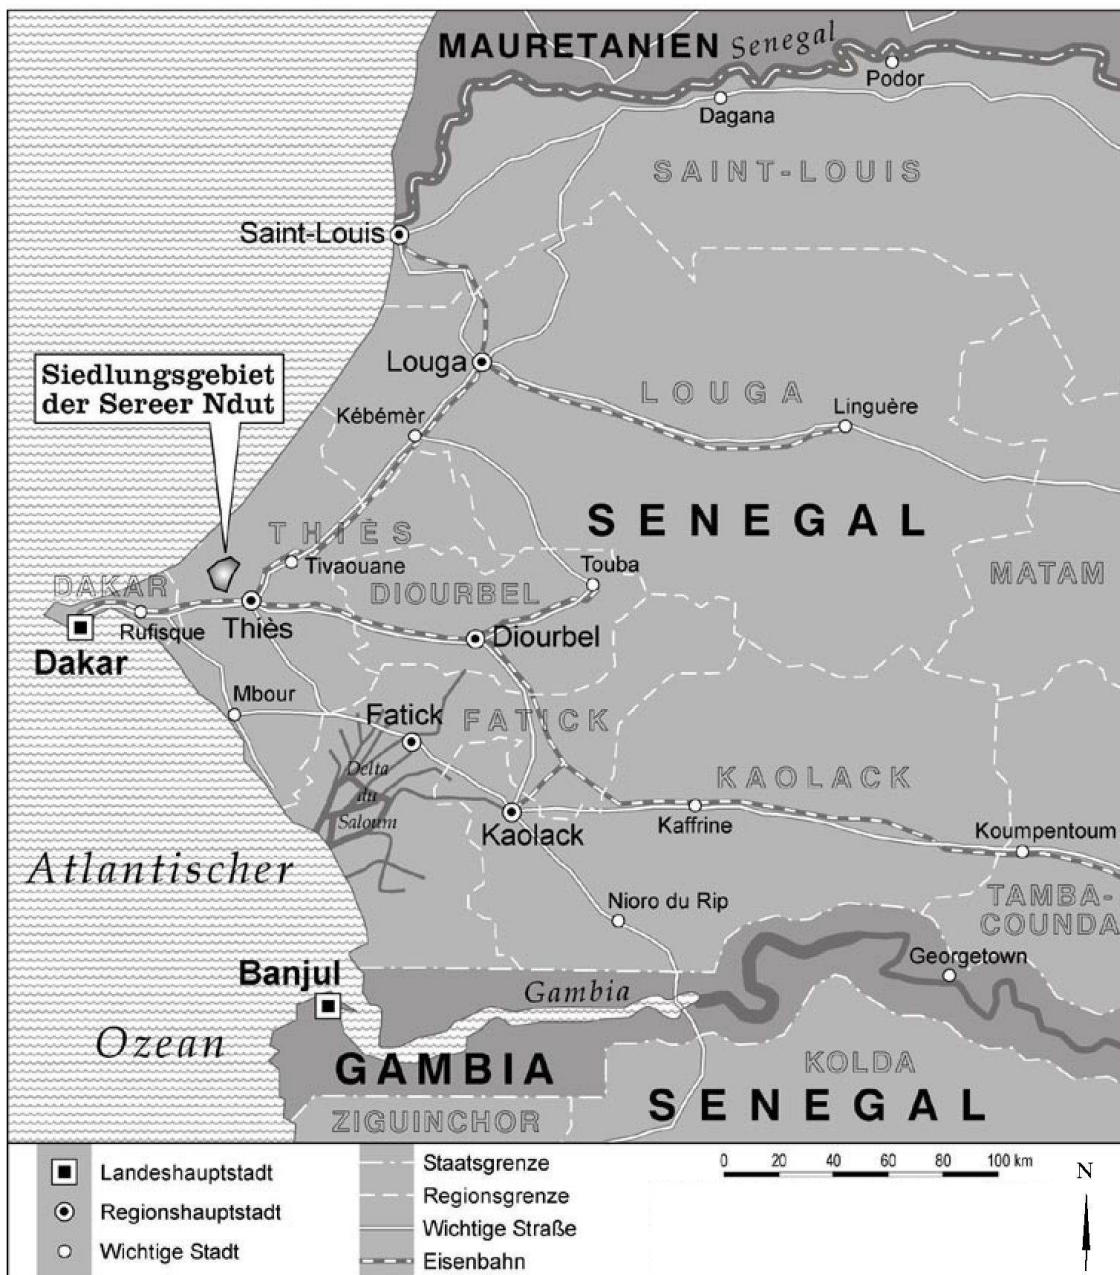 MAURETANIEN
Senegal
Podor
Dagana
SAINT-LOUIS
Saint-Louis
Louga
LOUGA
Siedlungsgebiet
der Sereer Ndut
Kébémèr
Linguère
SENEGAL
THIÈS
Tivaouane
Touba
DAKAR
DIOURBEL
MATAM
Rufisque
Thiès
Diourbel
Dakar
Mbour
Fatick
FATICK
Delta
du
Saloum
KAOLACK
Kaolack
Kaffrine
Koumpentoum
Atlantischer
TAMBA-
COUNDA
Nioro du Rip
Georgetown
Banjul
Gambia
Ozean
GAMBIA
KOLDA
SENEGAL
ZIGUINCHOR
Landeshauptstadt
Regionshauptstadt
Wichtige Stadt
Staatsgrenze
Regionsgrenze
Wichtige Straße
Eisenbahn
0 20 40 60 80 100 km
N